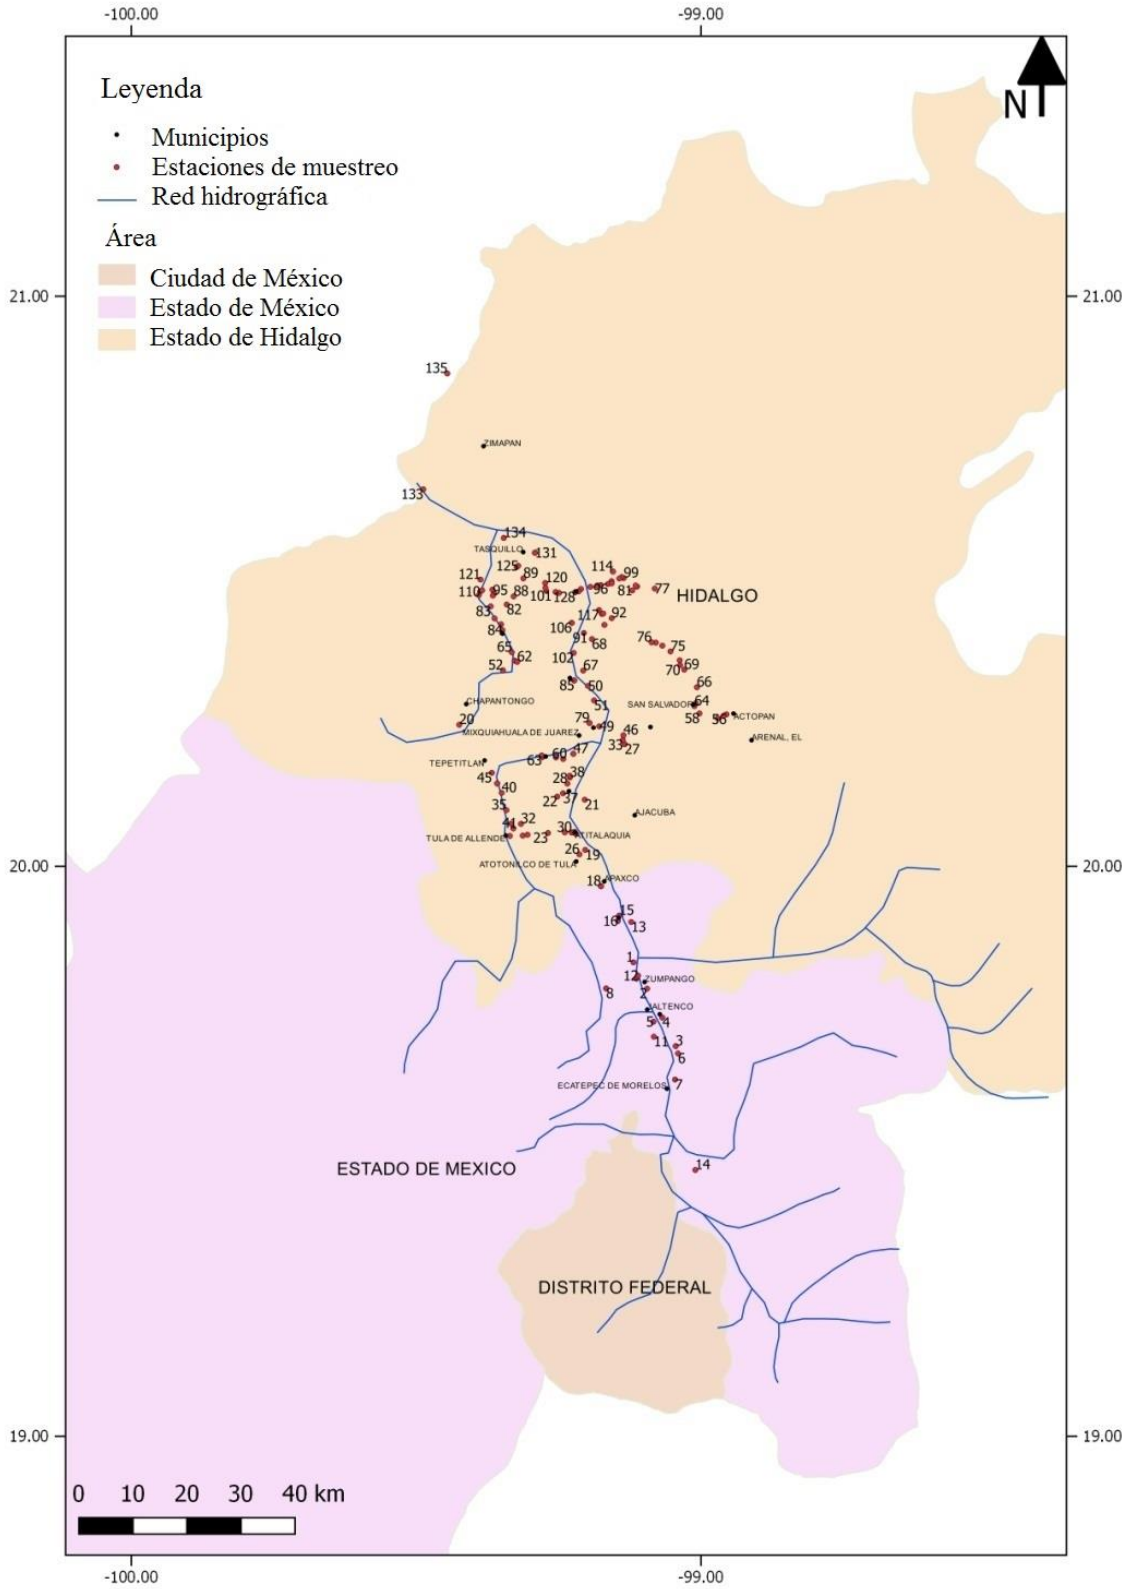 -100.00 -99.00
Leyenda
N
Municipios
Estaciones de muestreo
Red hidrográfica
Área
Ciudad de México
21.00 21.00
Estado de México
Estado de Hidalgo
135
ZIMAPAN
133
134
TASQUILLO 131
125 114
121 89 120 99
110 95 88 101 128 96 81 77
HIDALGO
83 82 117 92
84 106
91 68 76 75
65 62 102
52 67 70 69
85 50 66
CHAPANTONGO 51 SAN SALVADOR 64
20 79 49 58 56 ACTOPAN
MIXQUIAHUALA DE JUAREZ 46
33 27 ARENAL, EL
TEPETITLAN 63 60 47
45 28 38
40 22 37 21
35 AJACUBA
41 32 30
TULA DE ALLENDE 23 ATITALAQUIA
26 19
ATOTONILCO DE TULA
20.00 20.00
18 APAXCO
15
16 13
1
12 ZUMPANGO
8 2
JALTENCO
5 4
11 3
6
ECATEPEC DE MORELOS 7
14
ESTADO DE MEXICO
DISTRITO FEDERAL
19.00 19.00
0 10 20 30 40 km
-100.00 -99.00